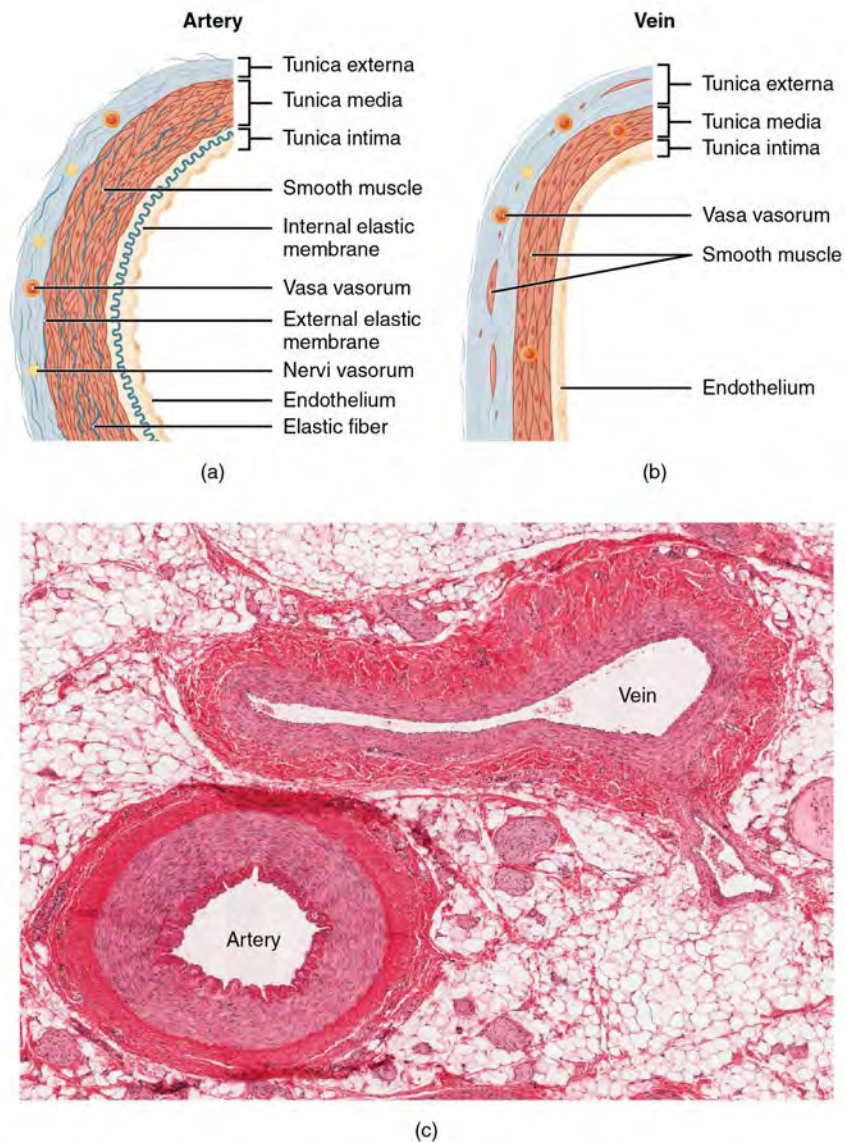 Artery
Tunica externa
Tunica media
Tunica intima
Smooth muscle
Internal elastic
membrane
Vasa vasorum
External elastic
membrane
Nervi vasorum
Endothelium
Elastic fiber
(a)
Vein
Tunica externa
Tunica media
Tunica intima
Vasa vasorum
Smooth muscle
Endothelium
(b)
Vein
Artery
(c)